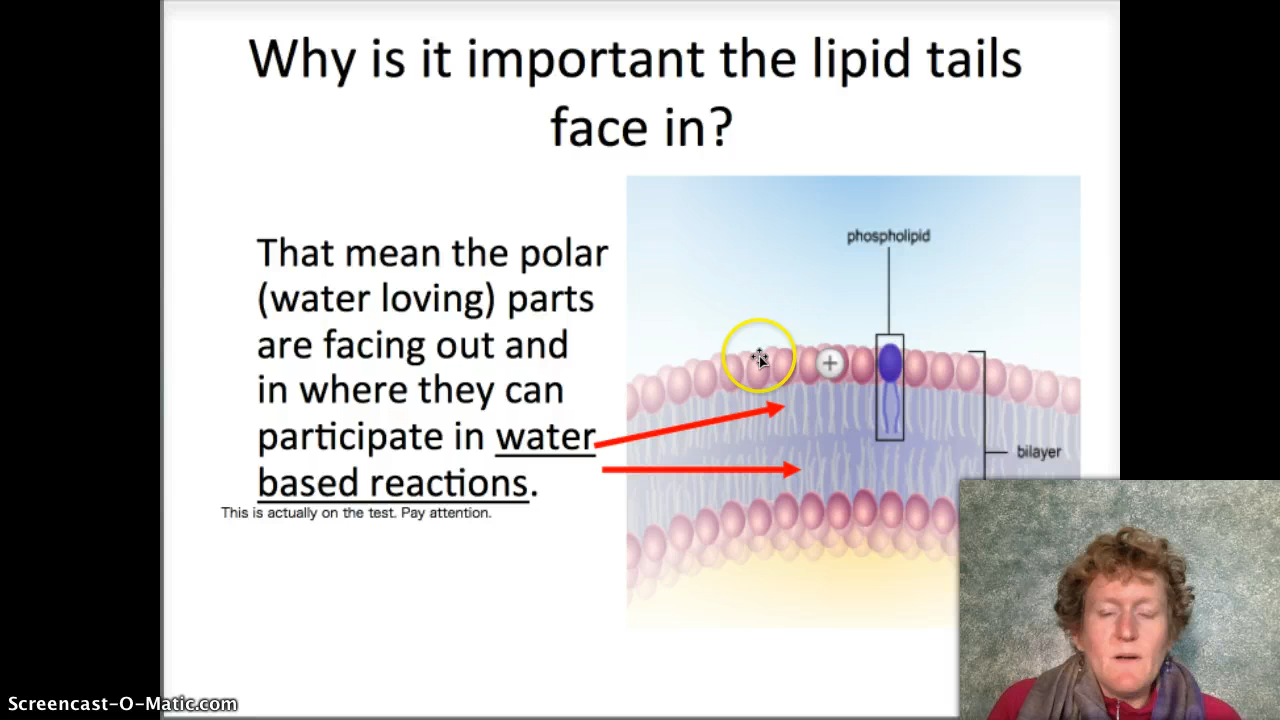 Why is it important the lipid tails
face in?
That mean the polar
(water loving) parts
are facing out and
in where they can
participate in water
based reactions.
This is actually on the test. Pay attention.
phospholipid
bilayer
Screencast-O-Matic.com